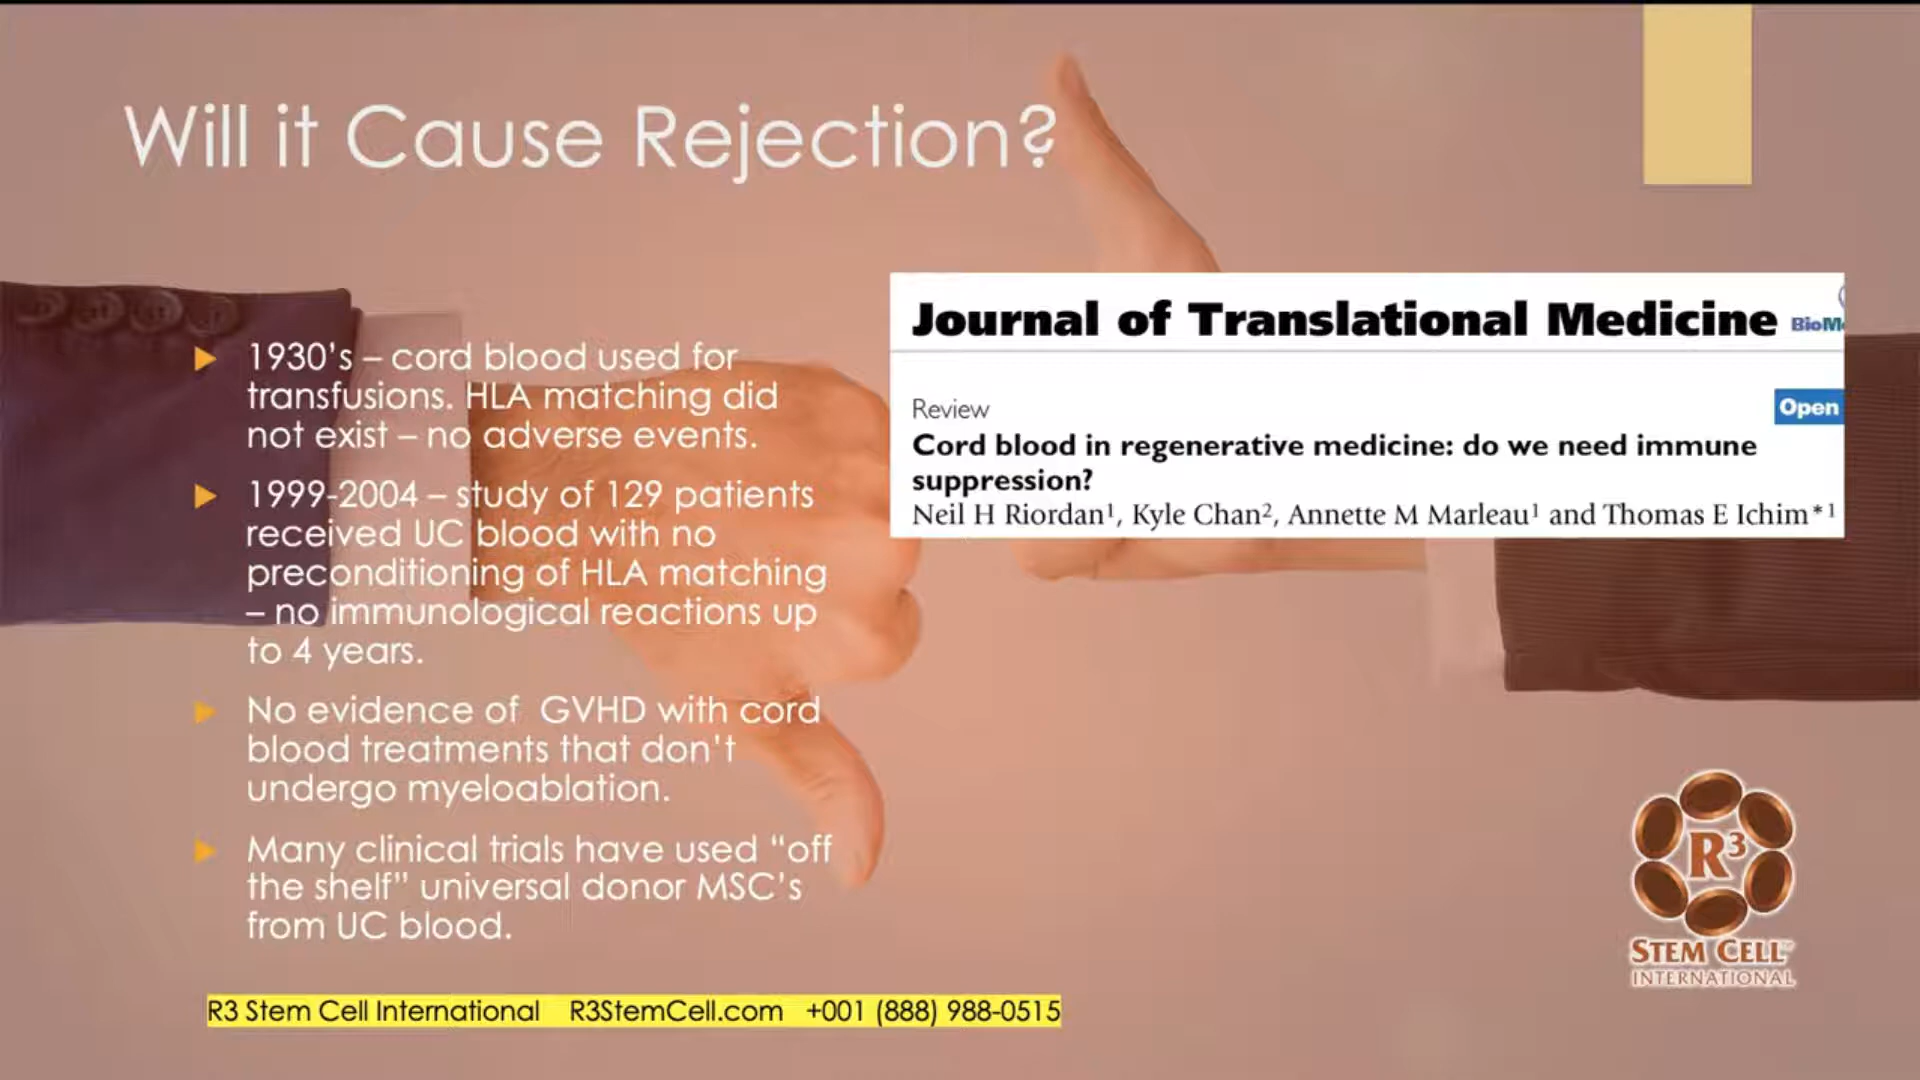 Will it Cause Rejection?
1930's – cord blood used for
transfusions. HLA matching did
not exist – no adverse events.
1999-2004 – study of 129 patients
received UC blood with no
preconditioning of HLA matching
– no immunological reactions up
to 4 years.
No evidence of  GVHD with cord
blood treatments that don't
undergo myeloablation.
Many clinical trials have used "off
the shelf" universal donor MSC's
from UC blood.
Journal of Translational Medicine
Review
Open
Cord blood in regenerative medicine: do we need immune
suppression?
Neil H Riordan¹, Kyle Chan², Annette M Marleau¹ and Thomas E Ichim*¹
R³
STEM CELL™
INTERNATIONAL
R3 Stem Cell International    R3StemCell.com   +001 (888) 988-0515